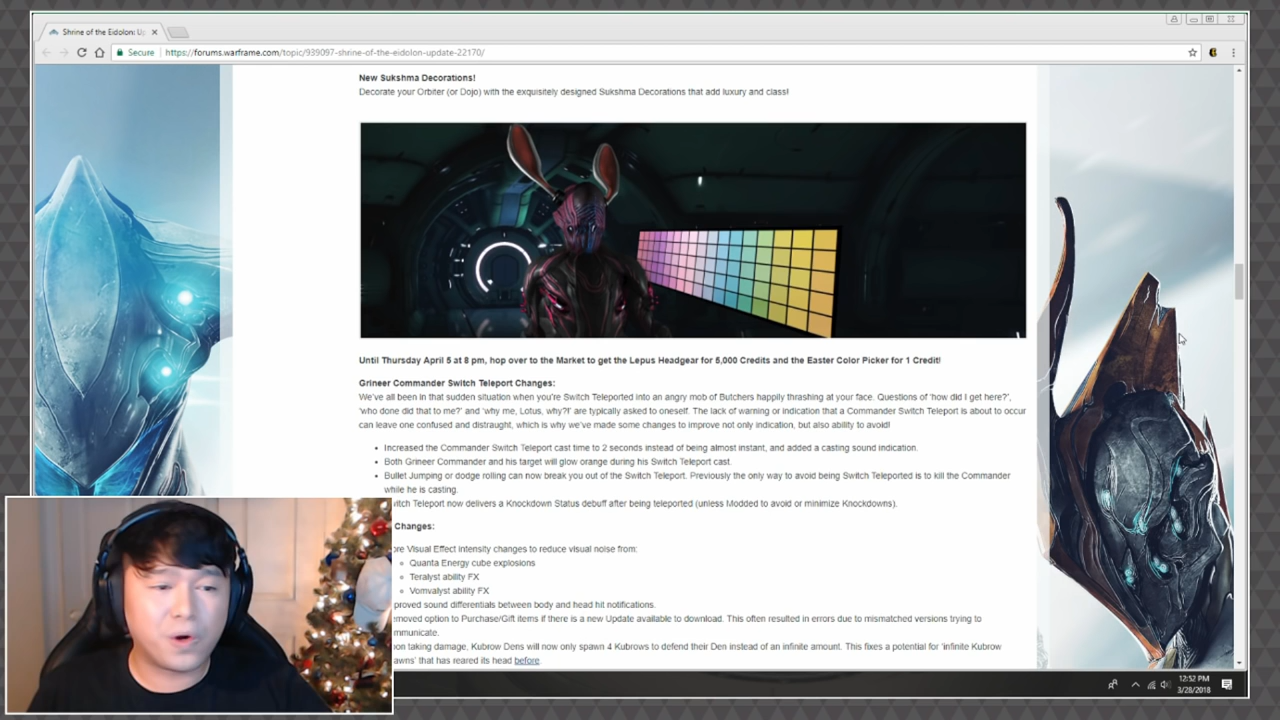 Shrine of the Eidolon: Up
Secure
https://forums.warframe.com/topic/939097-shrine-of-the-eidolon-update-22170/
New Sukshma Decorations!
Decorate your Orbiter (or Dojo) with the exquisitely designed Sukshma Decorations that add luxury and class!
Until Thursday April 5 at 8 pm, hop over to the Market to get the Lepus Headgear for 5,000 Credits and the Easter Color Picker for 1 Credit!
Grineer Commander Switch Teleport Changes:
We've all been in that sudden situation when you're Switch Teleported into an angry mob of Butchers happily thrashing at your face. Questions of 'how did I get here?',
'who done did that to me?' and 'why me, Lotus, why?!' are typically asked to oneself. The lack of warning or indication that a Commander Switch Teleport is about to occur
can leave one confused and distraught, which is why we've made some changes to improve not only indication, but also ability to avoid!
• Increased the Commander Switch Teleport cast time to 2 seconds instead of being almost instant, and added a casting sound indication.
• Both Grineer Commander and his target will glow orange during his Switch Teleport cast.
• Bullet Jumping or dodge rolling can now break you out of the Switch Teleport. Previously the only way to avoid being Switch Teleported is to kill the Commander
while he is casting.
itch Teleport now delivers a Knockdown Status debuff after being teleported (unless Modded to avoid or minimize Knockdowns).
Changes:
ore Visual Effect intensity changes to reduce visual noise from:
Quanta Energy cube explosions
Teralyst ability FX
Vomvalyst ability FX
proved sound differentials between body and head hit notifications.
emoved option to Purchase/Gift items if there is a new Update available to download. This often resulted in errors due to mismatched versions trying to
mmunicate.
on taking damage, Kubrow Dens will now only spawn 4 Kubrows to defend their Den instead of an infinite amount. This fixes a potential for 'infinite Kubrow
awns' that has reared its head before.
12:52 PM
3/28/2018